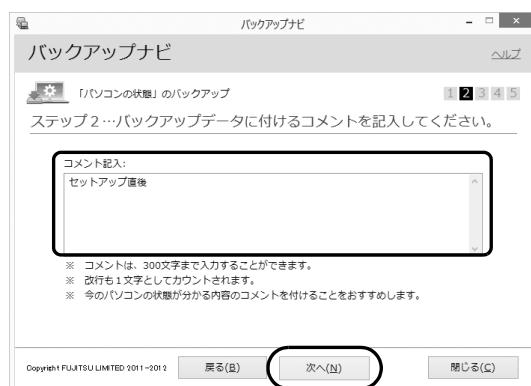 バックアップナビ
バックアップナビ
ヘルプ
「パソコンの状態」のバックアップ
1 2 3 4 5
ステップ２…バックアップデータに付けるコメントを記入してください。
コメント記入:
セットアップ直後
※ コメントは、300文字まで入力することができます。
※ 改行も１文字としてカウントされます。
※ 今のパソコンの状態が分かる内容のコメントを付けることをおすすめします。
Copyright FUJITSU LIMITED 2011-2012
戻る(B)
次へ(N)
閉じる(C)